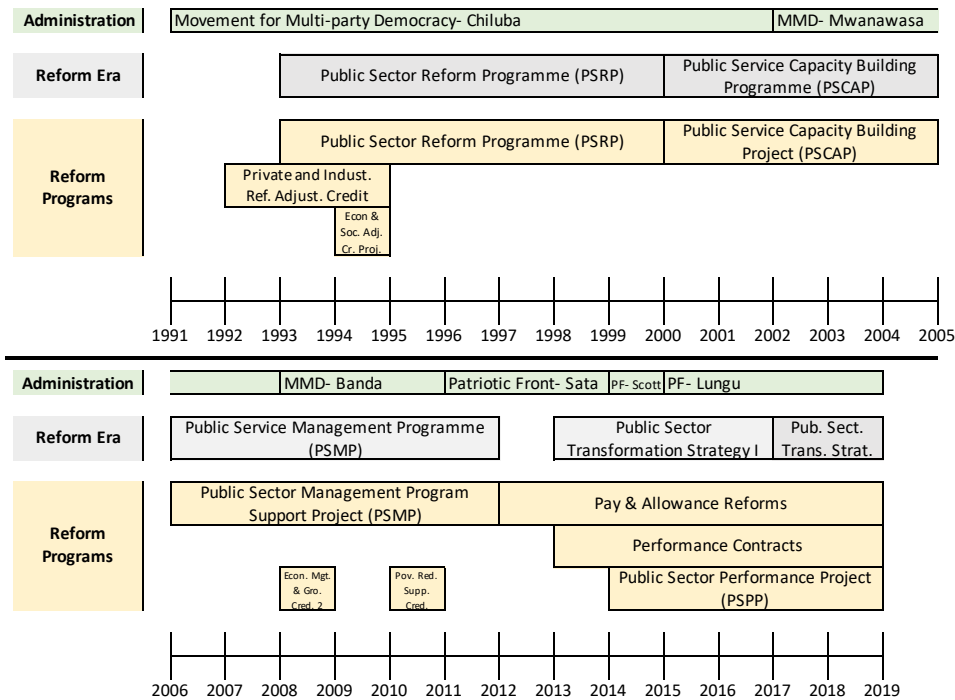 Administration
Movement for Multi-party Democracy- Chiluba
MMD- Mwanawasa
Reform Era
Public Sector Reform Programme (PSRP)
Public Service Capacity Building
Programme (PSCAP)
Reform
Programs
Public Sector Reform Programme (PSRP)
Public Service Capacity Building
Project (PSCAP)
Private and Indust.
Ref. Adjust. Credit
Econ &
Soc. Adj.
Cr. Proj.
1991 1992 1993 1994 1995 1996 1997 1998 1999 2000 2001 2002 2003 2004 2005
Administration
MMD- Banda
Patriotic Front- Sata
PF- Scott
PF- Lungu
Reform Era
Public Service Management Programme
(PSMP)
Public Sector
Transformation Strategy I
Pub. Sect.
Trans. Strat.
Reform
Programs
Public Sector Management Program
Support Project (PSMP)
Pay & Allowance Reforms
Performance Contracts
Econ. Mgt.
& Gro.
Cred. 2
Pov. Red.
Supp.
Cred.
Public Sector Performance Project
(PSPP)
2006 2007 2008 2009 2010 2011 2012 2013 2014 2015 2016 2017 2018 2019